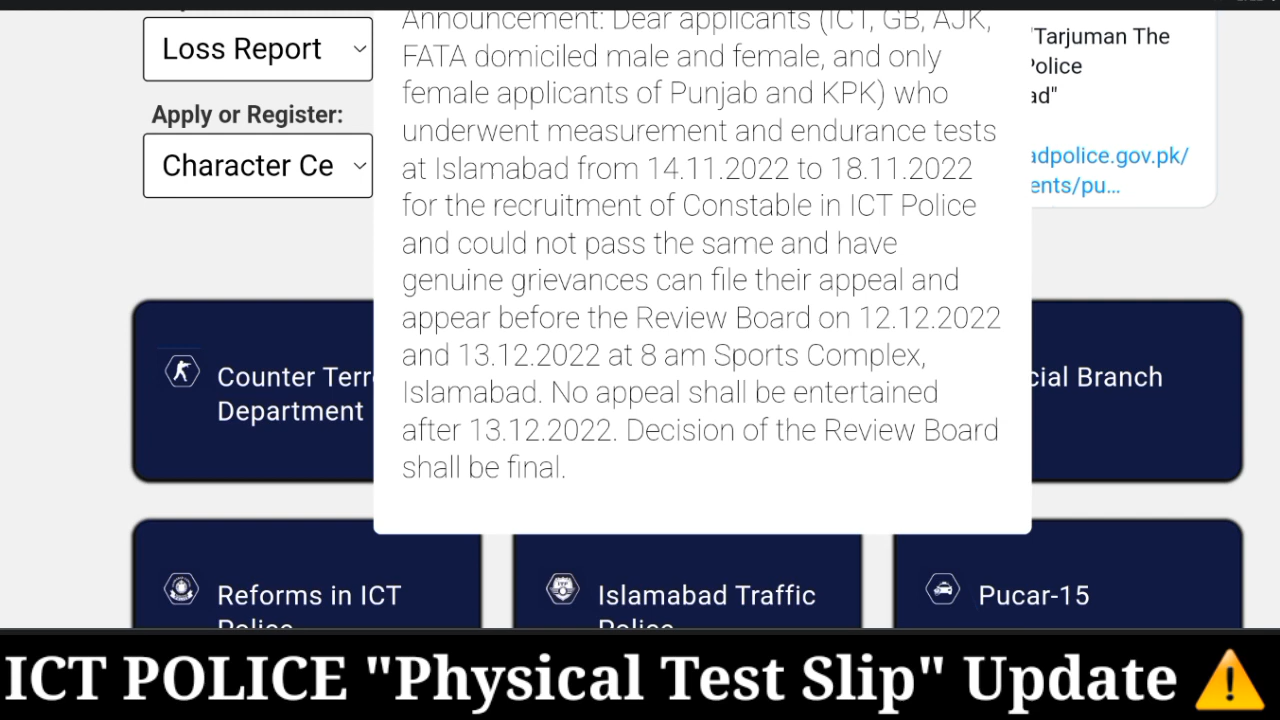 Loss Report
Apply or Register:
Character Ce
Announcement: Dear applicants (ICT, GB, AJK,
FATA domiciled male and female, and only
female applicants of Punjab and KPK) who
underwent measurement and endurance tests
at Islamabad from 14.11.2022 to 18.11.2022
for the recruitment of Constable in ICT Police
and could not pass the same and have
genuine grievances can file their appeal and
appear before the Review Board on 12.12.2022
and 13.12.2022 at 8 am Sports Complex,
Islamabad. No appeal shall be entertained
after 13.12.2022. Decision of the Review Board
shall be final.
"Tarjuman The
Police
ad"
adpolice.gov.pk/
ents/pu...
Counter Terr
Department
cial Branch
Reforms in ICT
Police
Islamabad Traffic
Police
Pucar-15
ICT POLICE "Physical Test Slip" Update